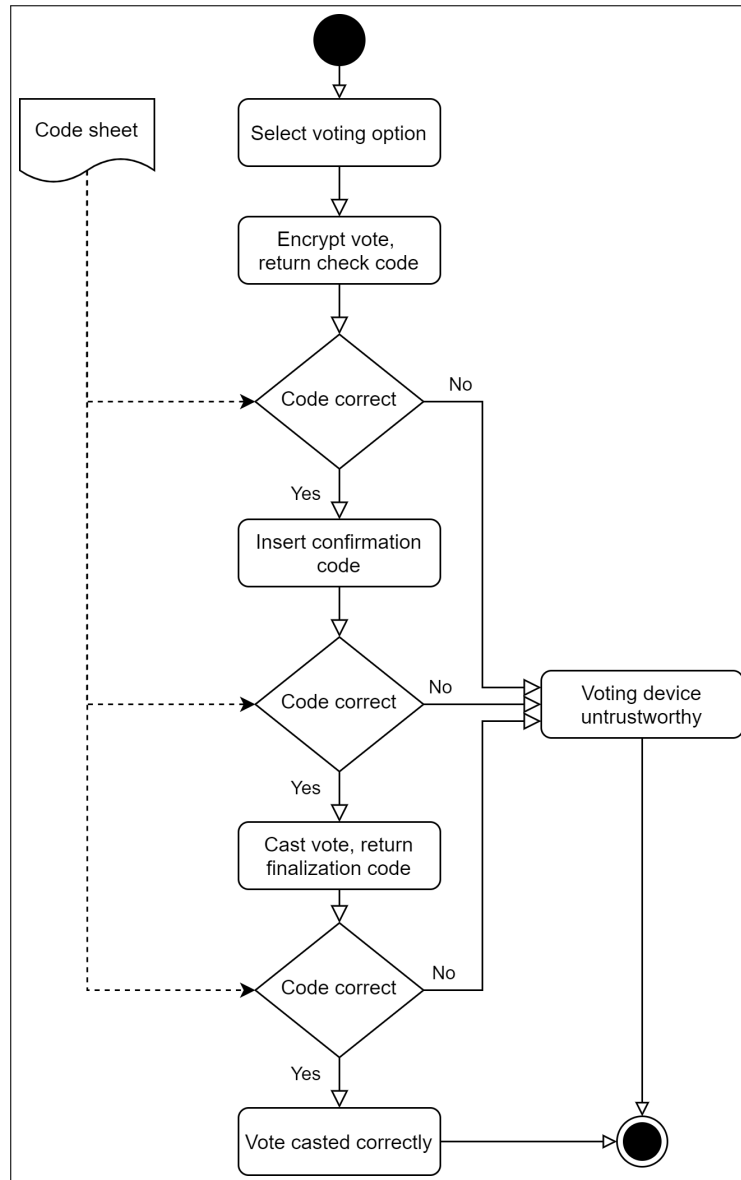 Code sheet
Select voting option
Encrypt vote,
return check code
Code correct
No
Yes
Insert confirmation
code
Code correct
No
Voting device
untrustworthy
Yes
Cast vote, return
finalization code
Code correct
No
Yes
Vote casted correctly